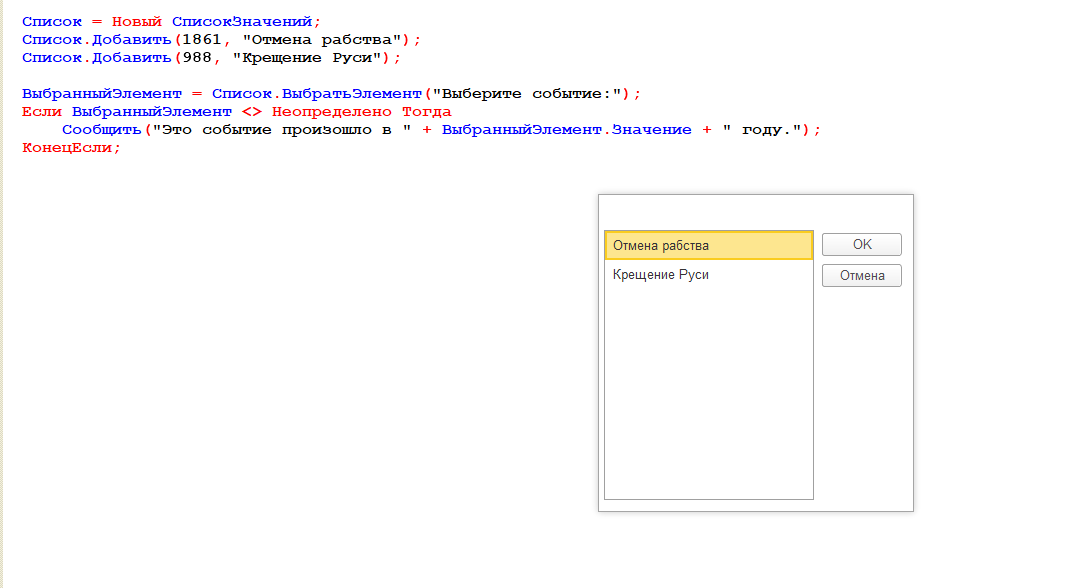 Список = Новый СписокЗначений;
Список.Добавить(1861, "Отмена рабства");
Список.Добавить(988, "Крещение Руси");
ВыбранныйЭлемент = Список.ВыбратьЭлемент("Выберите событие:");
Если ВыбранныйЭлемент <> Неопределено Тогда
Сообщить("Это событие произошло в " + ВыбранныйЭлемент.Значение + " году.");
КонецЕсли;
Отмена рабства
OK
Крещение Руси
Отмена